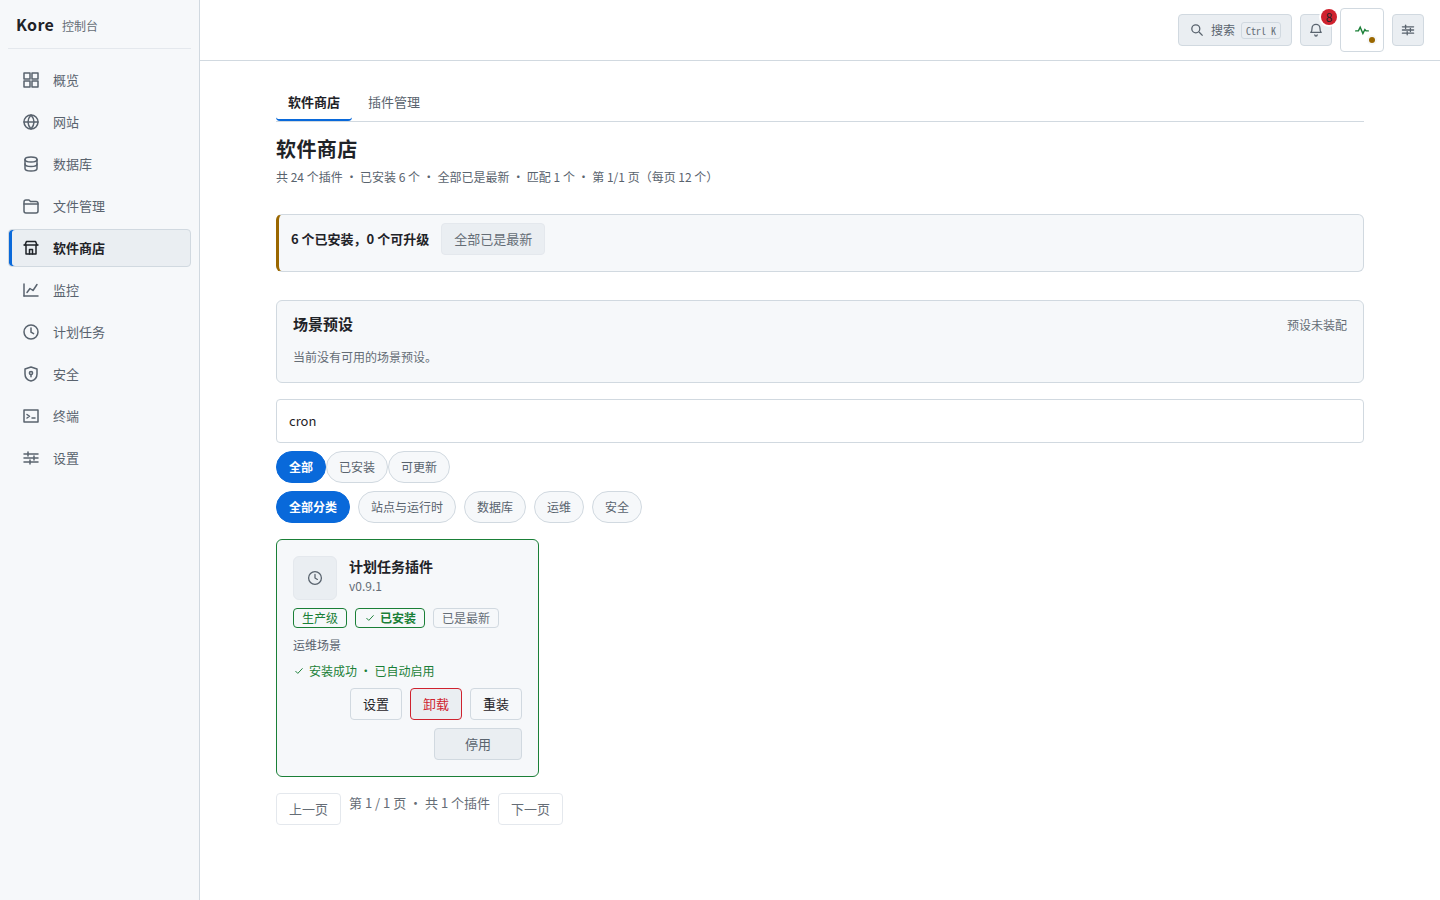 Kore 控制台
搜索 Ctrl K
8
概览
网站
数据库
文件管理
软件商店
监控
计划任务
安全
终端
设置
软件商店 插件管理
软件商店
共 24 个插件 · 已安装 6 个 · 全部已是最新 · 匹配 1 个 · 第 1/1 页（每页 12 个）
6 个已安装，0 个可升级 全部已是最新
场景预设 预设未装配
当前没有可用的场景预设。
cron
全部 已安装 可更新
全部分类 站点与运行时 数据库 运维 安全
计划任务插件
v0.9.1
生产级 已安装 已是最新
运维场景
安装成功 · 已自动启用
设置 卸载 重装
停用
上一页 第 1 / 1 页 · 共 1 个插件 下一页